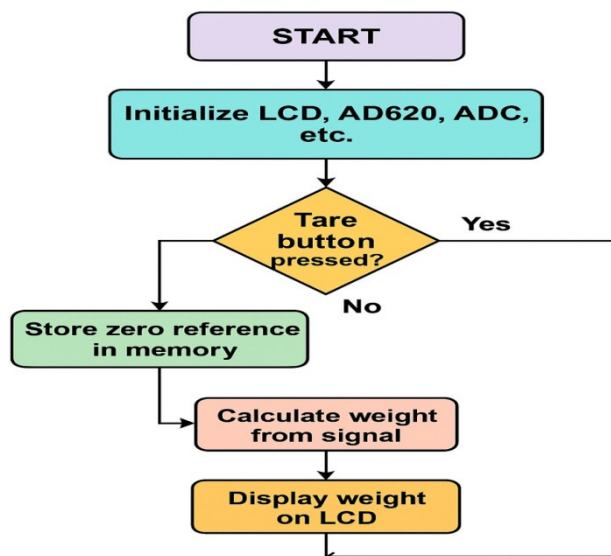 START
Initialize LCD, AD620, ADC,
etc.
Tare
button
pressed?
Yes
No
Store zero reference
in memory
Calculate weight
from signal
Display weight
on LCD